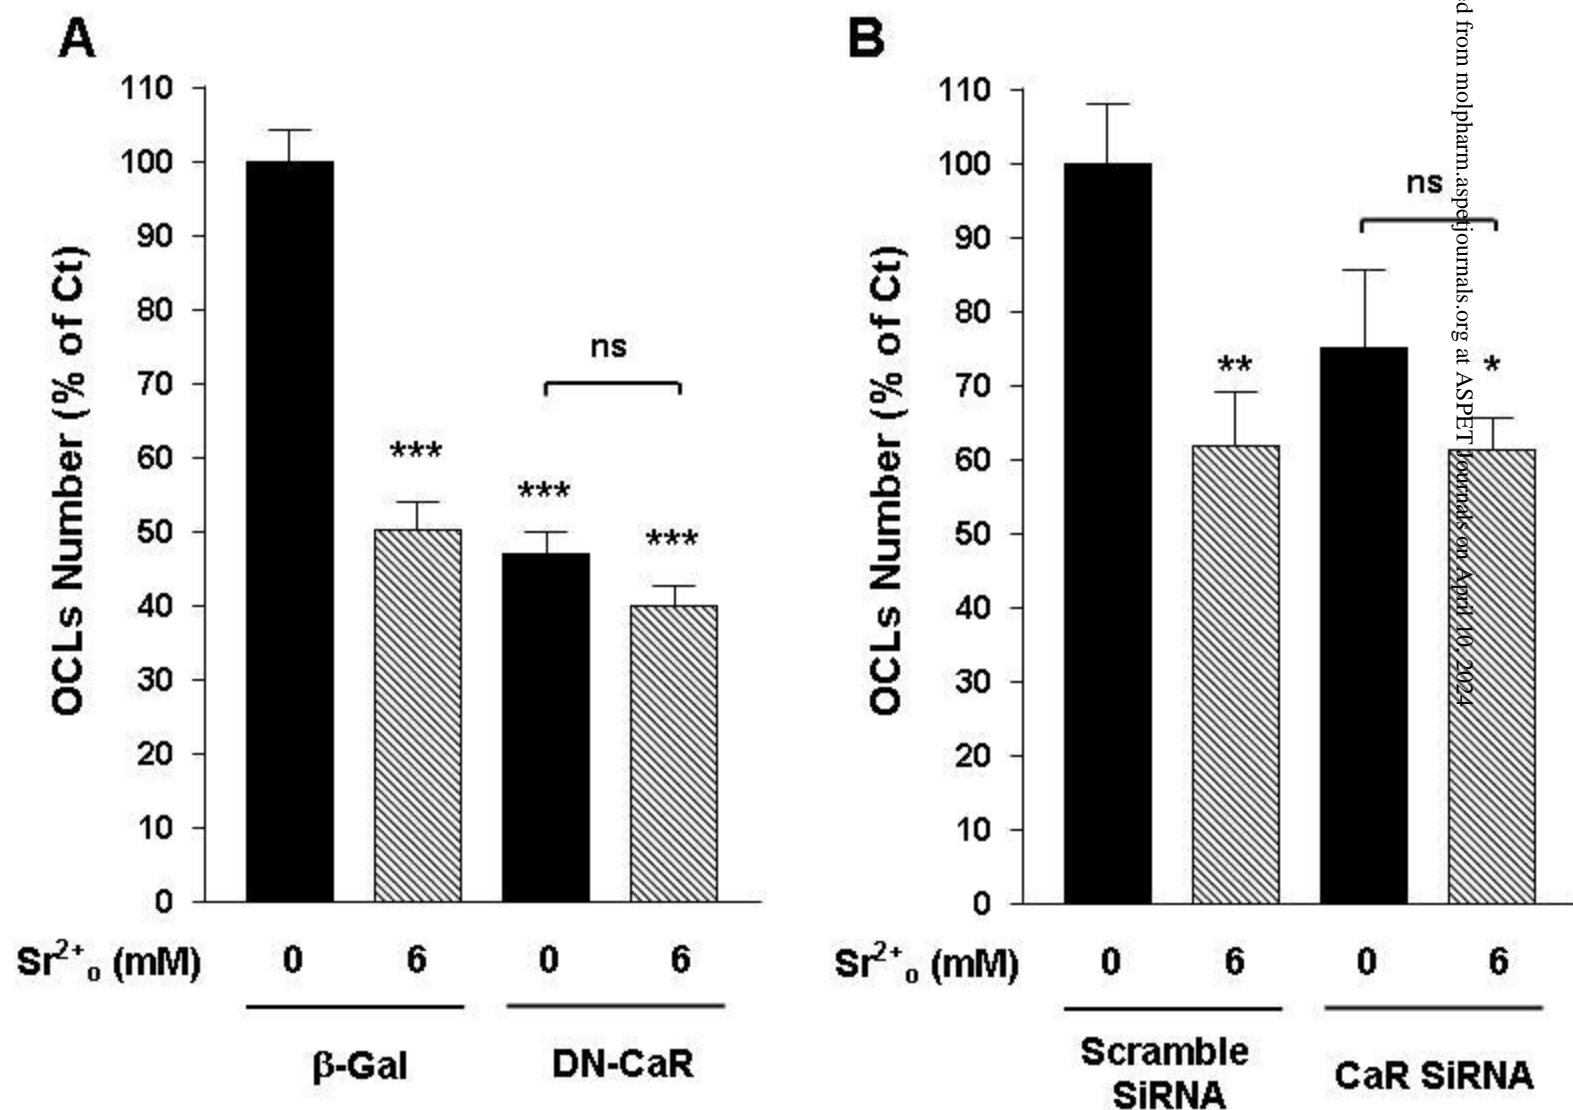 A
110
100
90
80
70
60
50
40
30
20
10
0
OCLs Number (% of Ct)
***
***
ns
***
Sr²⁺ₒ (mM) 0 6 0 6
β-Gal DN-CaR
B
110
100
90
80
70
60
50
40
30
20
10
0
OCLs Number (% of Ct)
**
ns
*
Sr²⁺ₒ (mM) 0 6 0 6
Scramble
SiRNA
CaR SiRNA
from molpharm.aspetjournals.org at ASPET Journals on April 10, 2024